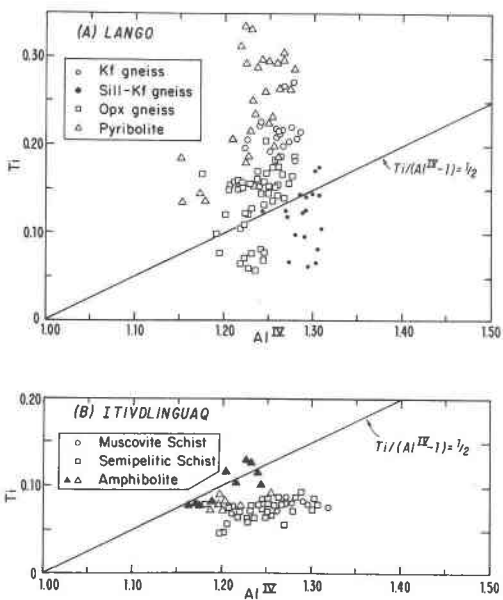 (A) LANGO
Kf gneiss
Sill-Kf gneiss
Opx gneiss
Pyribolite
Ti
0.30
0.20
0.10
0
Ti/(Al^IV-1)=1/2
1.00
1.10
1.20
1.30
1.40
1.50
Al^IV
(B) ITIVDLINGUAQ
Muscovite Schist
Semipelitic Schist
Amphibolite
Ti
0.20
0.10
0
Ti/(Al^IV-1)=1/2
1.00
1.10
1.20
1.30
1.40
1.50
Al^IV